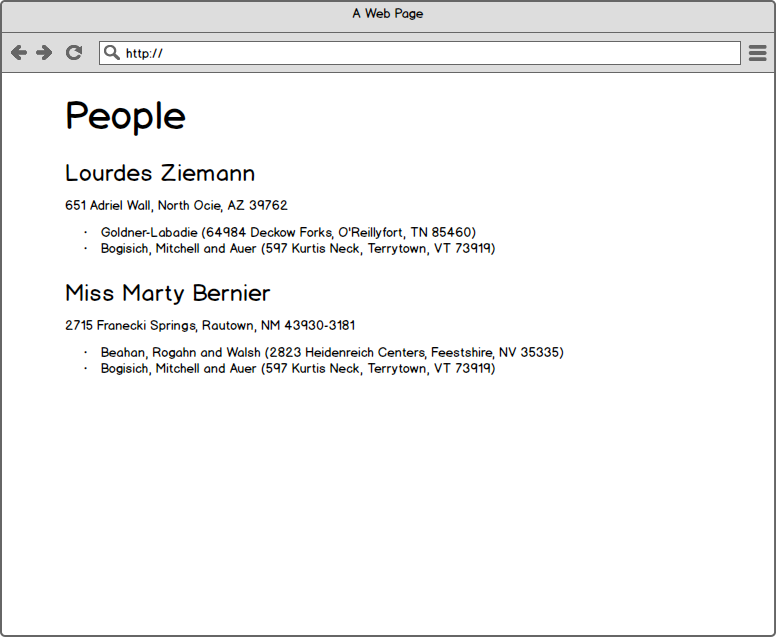 A Web Page
http://
People
Lourdes Ziemann
651 Adriel Wall, North Ocie, AZ 39762
· Goldner-Labadie (64984 Deckow Forks, O'Reillyfort, TN 85460)
· Bogisich, Mitchell and Auer (597 Kurtis Neck, Terrytown, VT 73919)
Miss Marty Bernier
2715 Franecki Springs, Rautown, NM 43930-3181
· Beahan, Rogahn and Walsh (2823 Heidenreich Centers, Feestshire, NV 35335)
· Bogisich, Mitchell and Auer (597 Kurtis Neck, Terrytown, VT 73919)